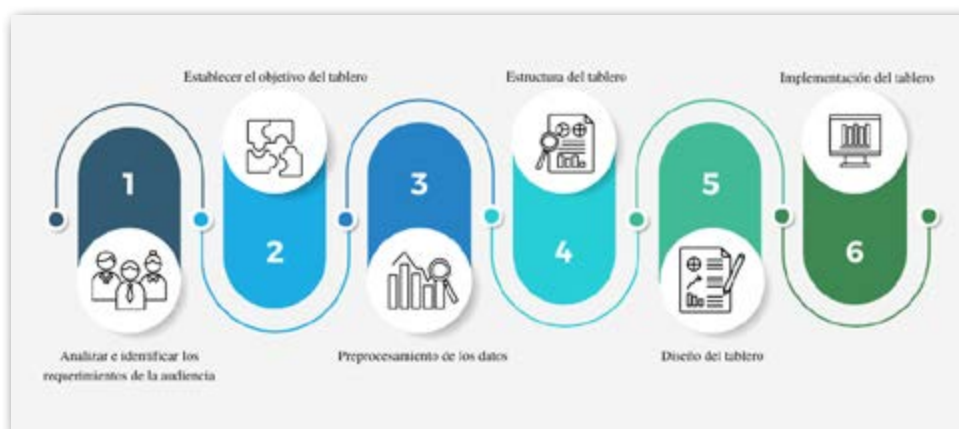 Establecer el objetivo del tablero
Estructura del tablero
Implementación del tablero
1
2
3
4
5
6
Analizar e identificar los
requerimientos de la audiencia
Preprocesamiento de los datos
Diseño del tablero